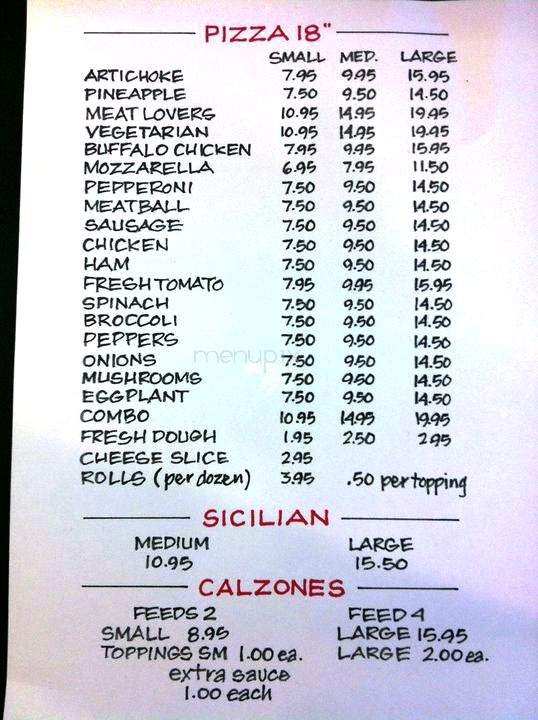 PIZZA 18"
SMALL MED. LARGE
ARTICHOKE 7.95 9.95 15.95
PINEAPPLE 7.50 9.50 14.50
MEAT LOVERS 10.95 14.95 19.95
VEGETARIAN 10.95 14.95 19.95
BUFFALO CHICKEN 7.95 9.95 15.95
MOZZARELLA 6.95 7.95 11.50
PEPPERONI 7.50 9.50 14.50
MEATBALL 7.50 9.50 14.50
SAUSAGE 7.50 9.50 14.50
CHICKEN 7.50 9.50 14.50
HAM 7.50 9.50 14.50
FRESH TOMATO 7.95 9.95 15.95
SPINACH 7.50 9.50 14.50
BROCCOLI 7.50 9.50 14.50
PEPPERS 7.50 9.50 14.50
ONIONS 7.50 9.50 14.50
MUSHROOMS 7.50 9.50 14.50
EGGPLANT 7.50 9.50 14.50
COMBO 10.95 14.95 19.95
FRESH DOUGH 1.95 2.50 2.95
CHEESE SLICE 2.95
ROLLS (per dozen) 3.95 .50 per topping
SICILIAN
MEDIUM LARGE
10.95 15.50
CALZONES
FEEDS 2 FEED 4
SMALL 8.95 LARGE 15.95
TOPPINGS SM 1.00 ea. LARGE 2.00 ea.
extra sauce
1.00 each